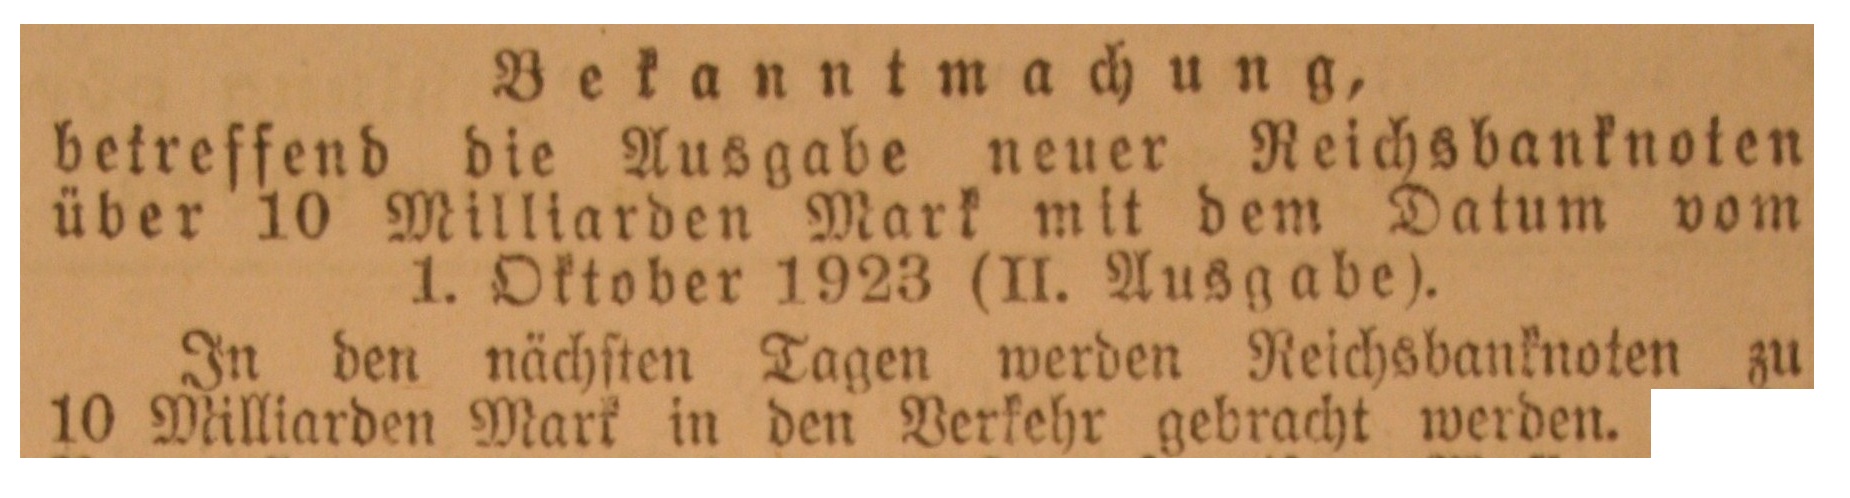 Bekanntmachung,
betreffend die Ausgabe neuer Reichsbanknoten
über 10 Milliarden Mark mit dem Datum vom
1. Oktober 1923 (II. Ausgabe).
In den nächsten Tagen werden Reichsbanknoten zu
10 Milliarden Mark in den Verkehr gebracht werden.